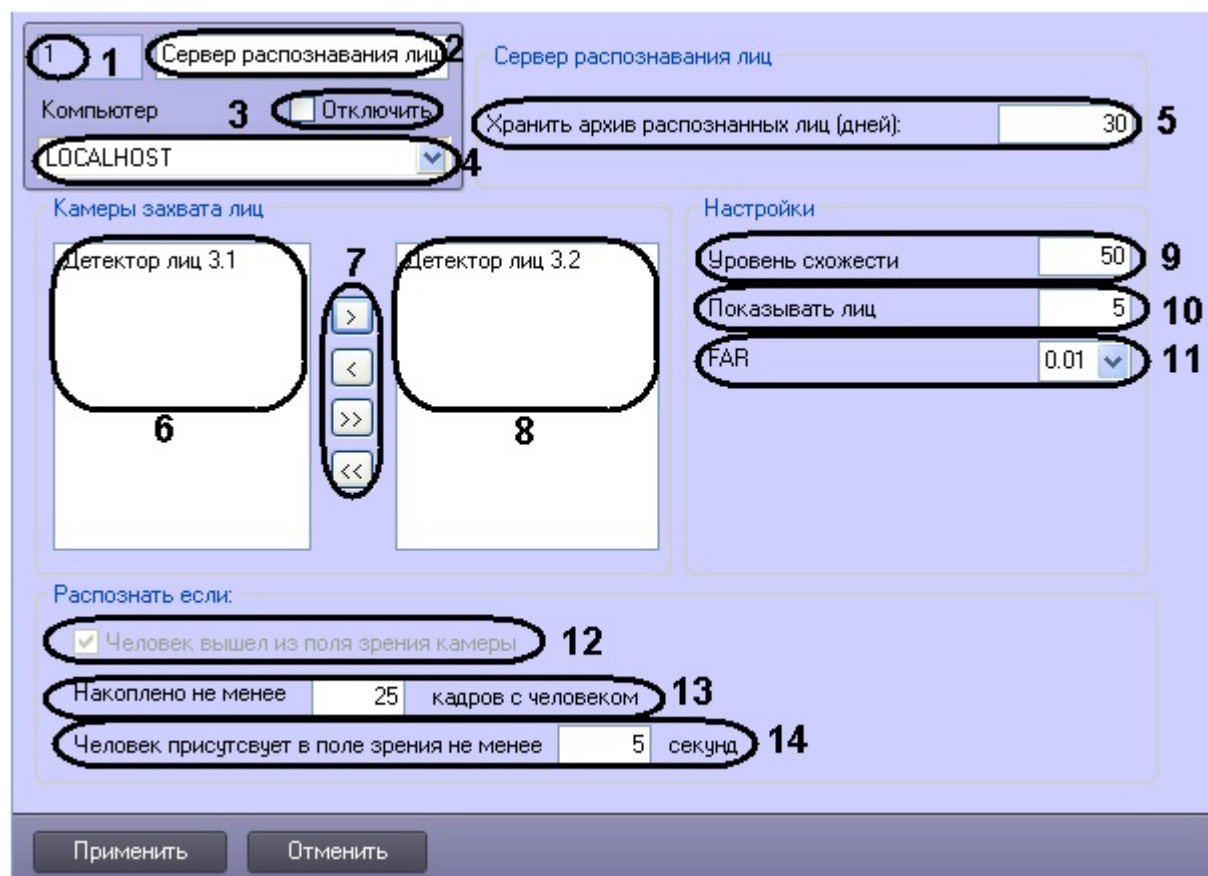 1 1 Сервер распознавания лиц 2
Компьютер 3 Отключить
LOCALHOST 4
Сервер распознавания лиц
Хранить архив распознанных лиц (дней): 30 5
Камеры захвата лиц
Детектор лиц 3.1
6
7
>
<
>>
<<
Детектор лиц 3.2
8
Настройки
Уровень схожести 50 9
Показывать лиц 5 10
FAR 0.01 11
Распознать если:
Человек вышел из поля зрения камеры 12
Накоплено не менее 25 кадров с человеком 13
Человек присутсвует в поле зрения не менее 5 секунд 14
Применить Отменить